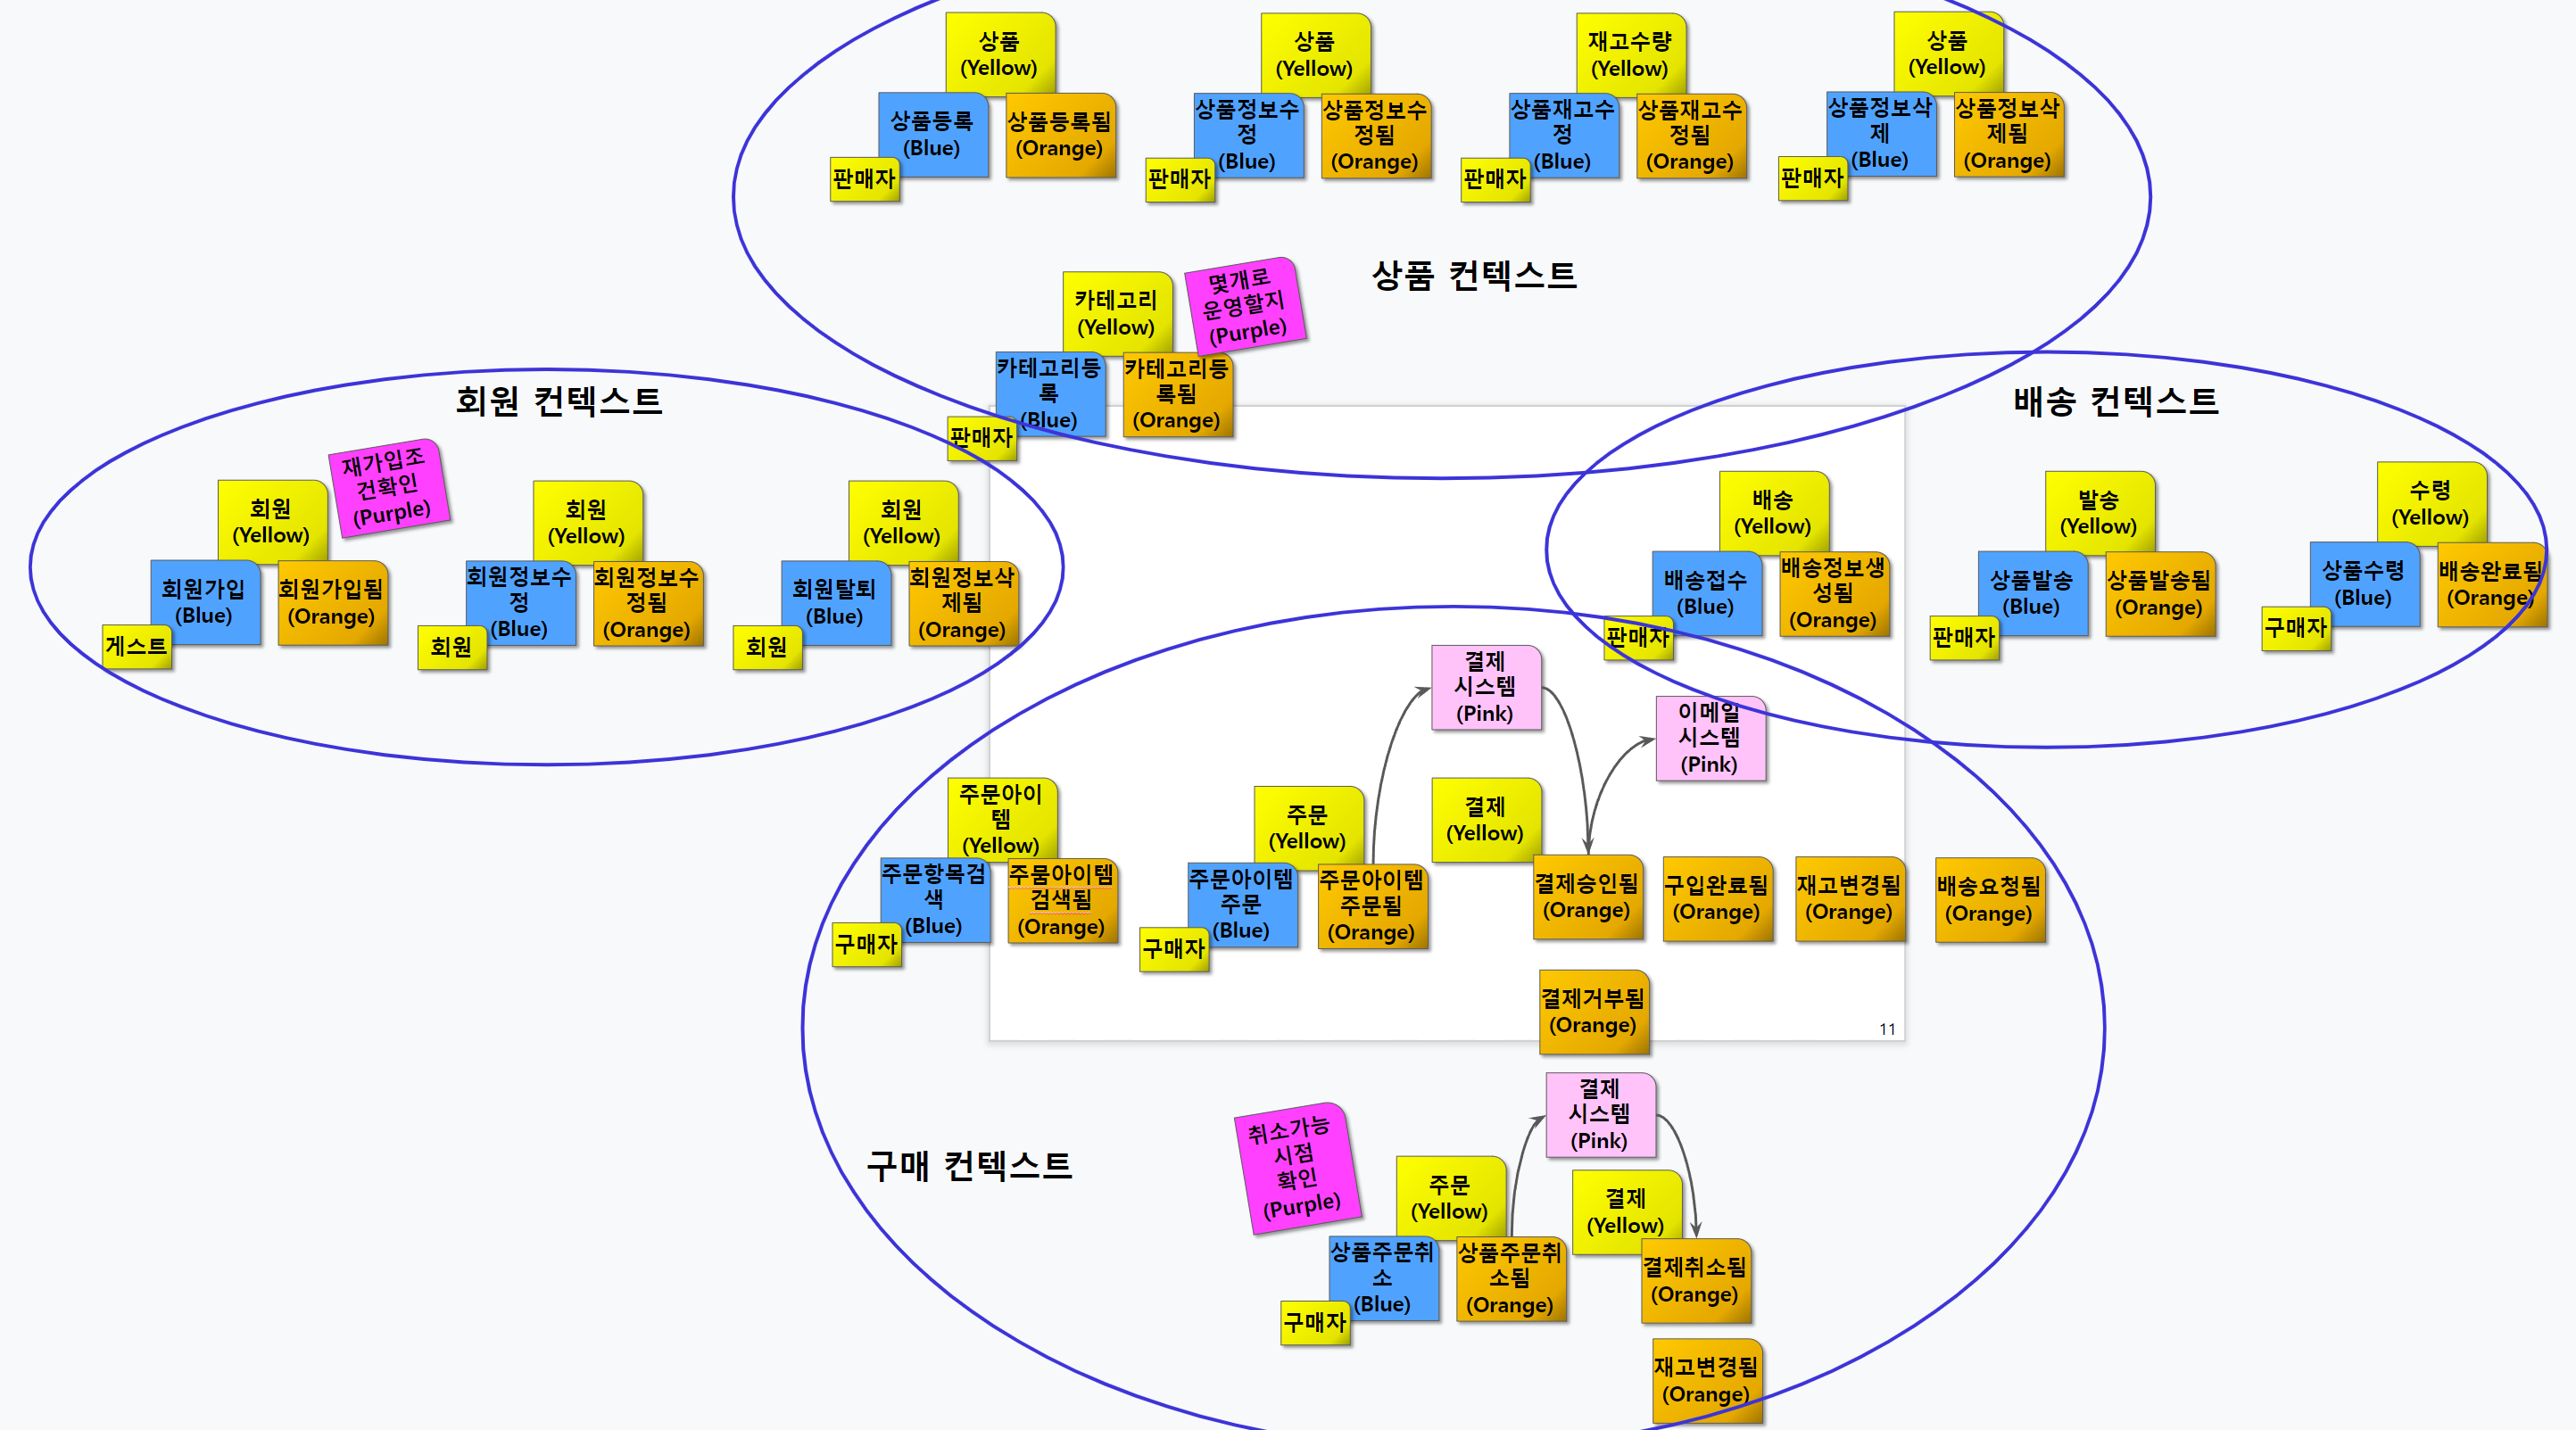 상품
(Yellow)
상품등록
(Blue)
상품등록됨
(Orange)
판매자
상품
(Yellow)
상품정보수
정
(Blue)
상품정보수
정됨
(Orange)
판매자
재고수량
(Yellow)
상품재고수
정
(Blue)
상품재고수
정됨
(Orange)
판매자
상품
(Yellow)
상품정보삭
제
(Blue)
상품정보삭
제됨
(Orange)
판매자
상품 컨텍스트
카테고리
(Yellow)
몇개로
운영할지
(Purple)
카테고리등
록
(Blue)
카테고리등
록됨
(Orange)
판매자
회원 컨텍스트
재가입조
건확인
(Purple)
회원
(Yellow)
회원가입
(Blue)
회원가입됨
(Orange)
게스트
회원
(Yellow)
회원정보수
정
(Blue)
회원정보수
정됨
(Orange)
회원
회원
(Yellow)
회원탈퇴
(Blue)
회원정보삭
제됨
(Orange)
회원
배송 컨텍스트
배송
(Yellow)
배송접수
(Blue)
배송정보생
성됨
(Orange)
판매자
발송
(Yellow)
상품발송
(Blue)
상품발송됨
(Orange)
판매자
수령
(Yellow)
상품수령
(Blue)
배송완료됨
(Orange)
구매자
결제
시스템
(Pink)
이메일
시스템
(Pink)
주문아이
템
(Yellow)
주문항목검
색
(Blue)
주뭄아이템
검색됨
(Orange)
구매자
주문
(Yellow)
주문아이템
주문
(Blue)
주문아이템
주문됨
(Orange)
구매자
결제
(Yellow)
결제승인됨
(Orange)
구입완료됨
(Orange)
재고변경됨
(Orange)
배송요청됨
(Orange)
결제거부됨
(Orange)
11
구매 컨텍스트
취소가능
시점
확인
(Purple)
결제
시스템
(Pink)
주문
(Yellow)
상품주문취
소
(Blue)
상품주문취
소됨
(Orange)
구매자
결제
(Yellow)
결제취소됨
(Orange)
재고변경됨
(Orange)